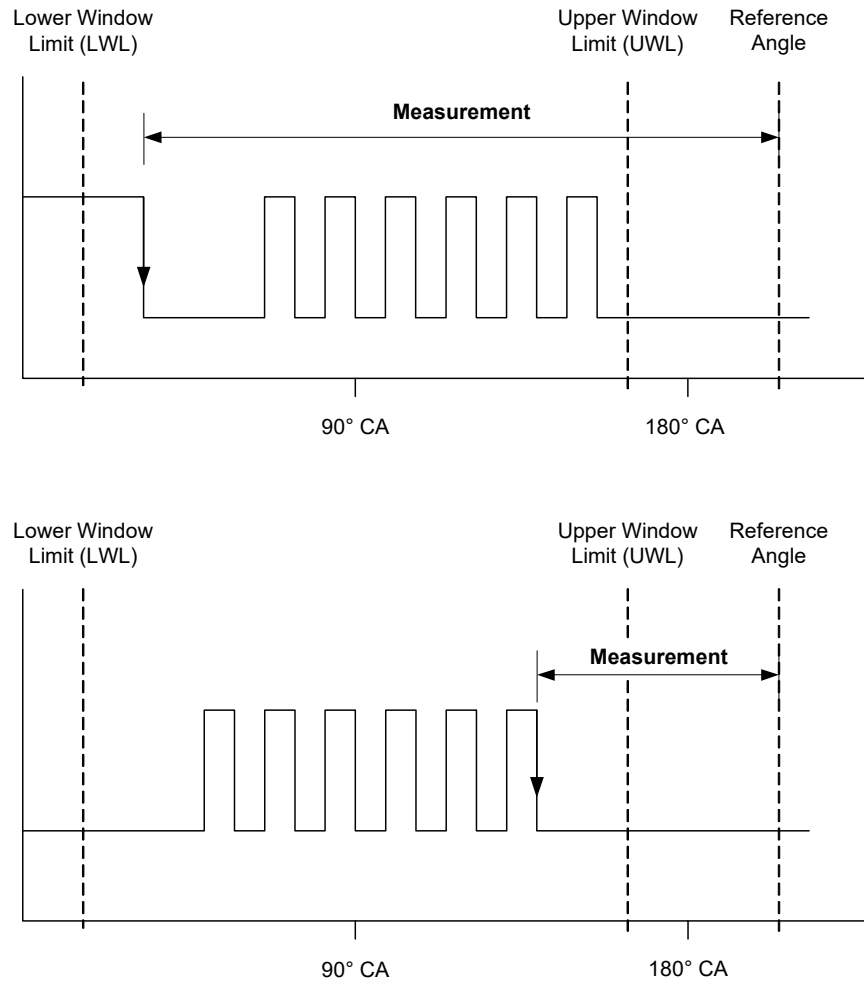 Lower Window
Limit (LWL)
Upper Window
Limit (UWL)
Reference
Angle
Measurement
90° CA
180° CA
Lower Window
Limit (LWL)
Upper Window
Limit (UWL)
Reference
Angle
Measurement
90° CA
180° CA